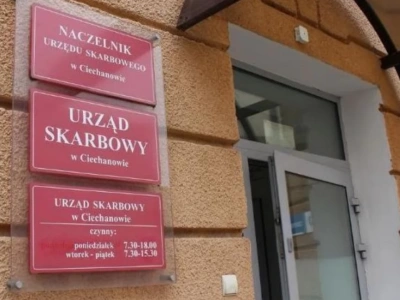 NACZELNIK
URZĘDU SKARBOWEGO
w Ciechanowie
URZĄD
SKARBOWY
w Ciechanowie
URZĄD SKARBOWY
w Ciechanowie
czynny:
poniedziałek 7.30-18.00
wtorek - piątek 7.30-15.30